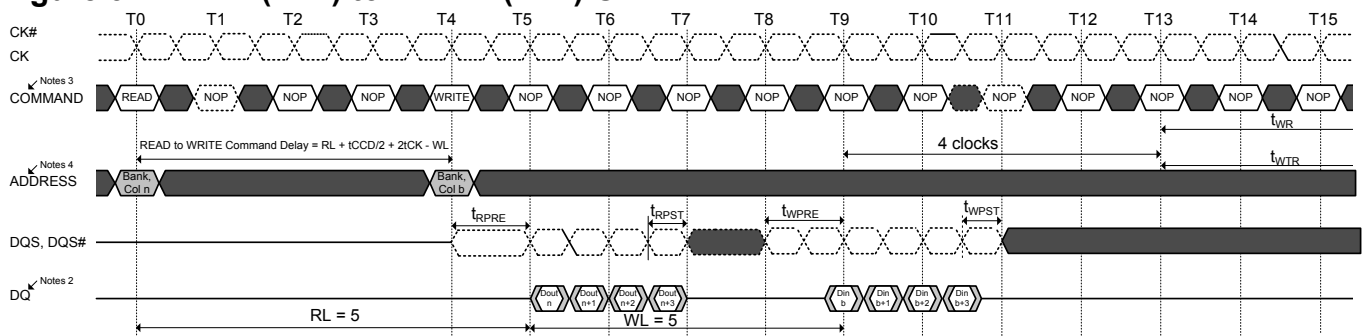 T0 T1 T2 T3 T4 T5 T6 T7 T8 T9 T10 T11 T12 T13 T14 T15
CK#
CK
Notes 3
COMMAND READ NOP NOP NOP WRITE NOP NOP NOP NOP NOP NOP NOP NOP NOP NOP NOP
tWR
READ to WRITE Command Delay = RL + tCCD/2 + 2tCK - WL
4 clocks
tWTR
Notes 4
ADDRESS
Bank, Col n
Bank, Col b
tRPRE tRPST tWPRE tWPST
DQS, DQS#
Notes 2
DQ
Dout n
Dout n+1
Dout n+2
Dout n+3
Din b
Din b+1
Din b+2
Din b+3
RL = 5 WL = 5